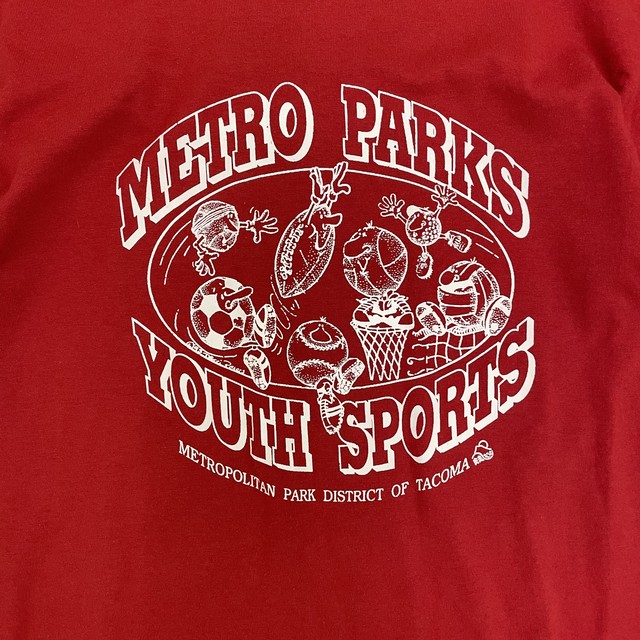 METRO PARKS
YOUTH SPORTS
METROPOLITAN PARK DISTRICT OF TACOMA